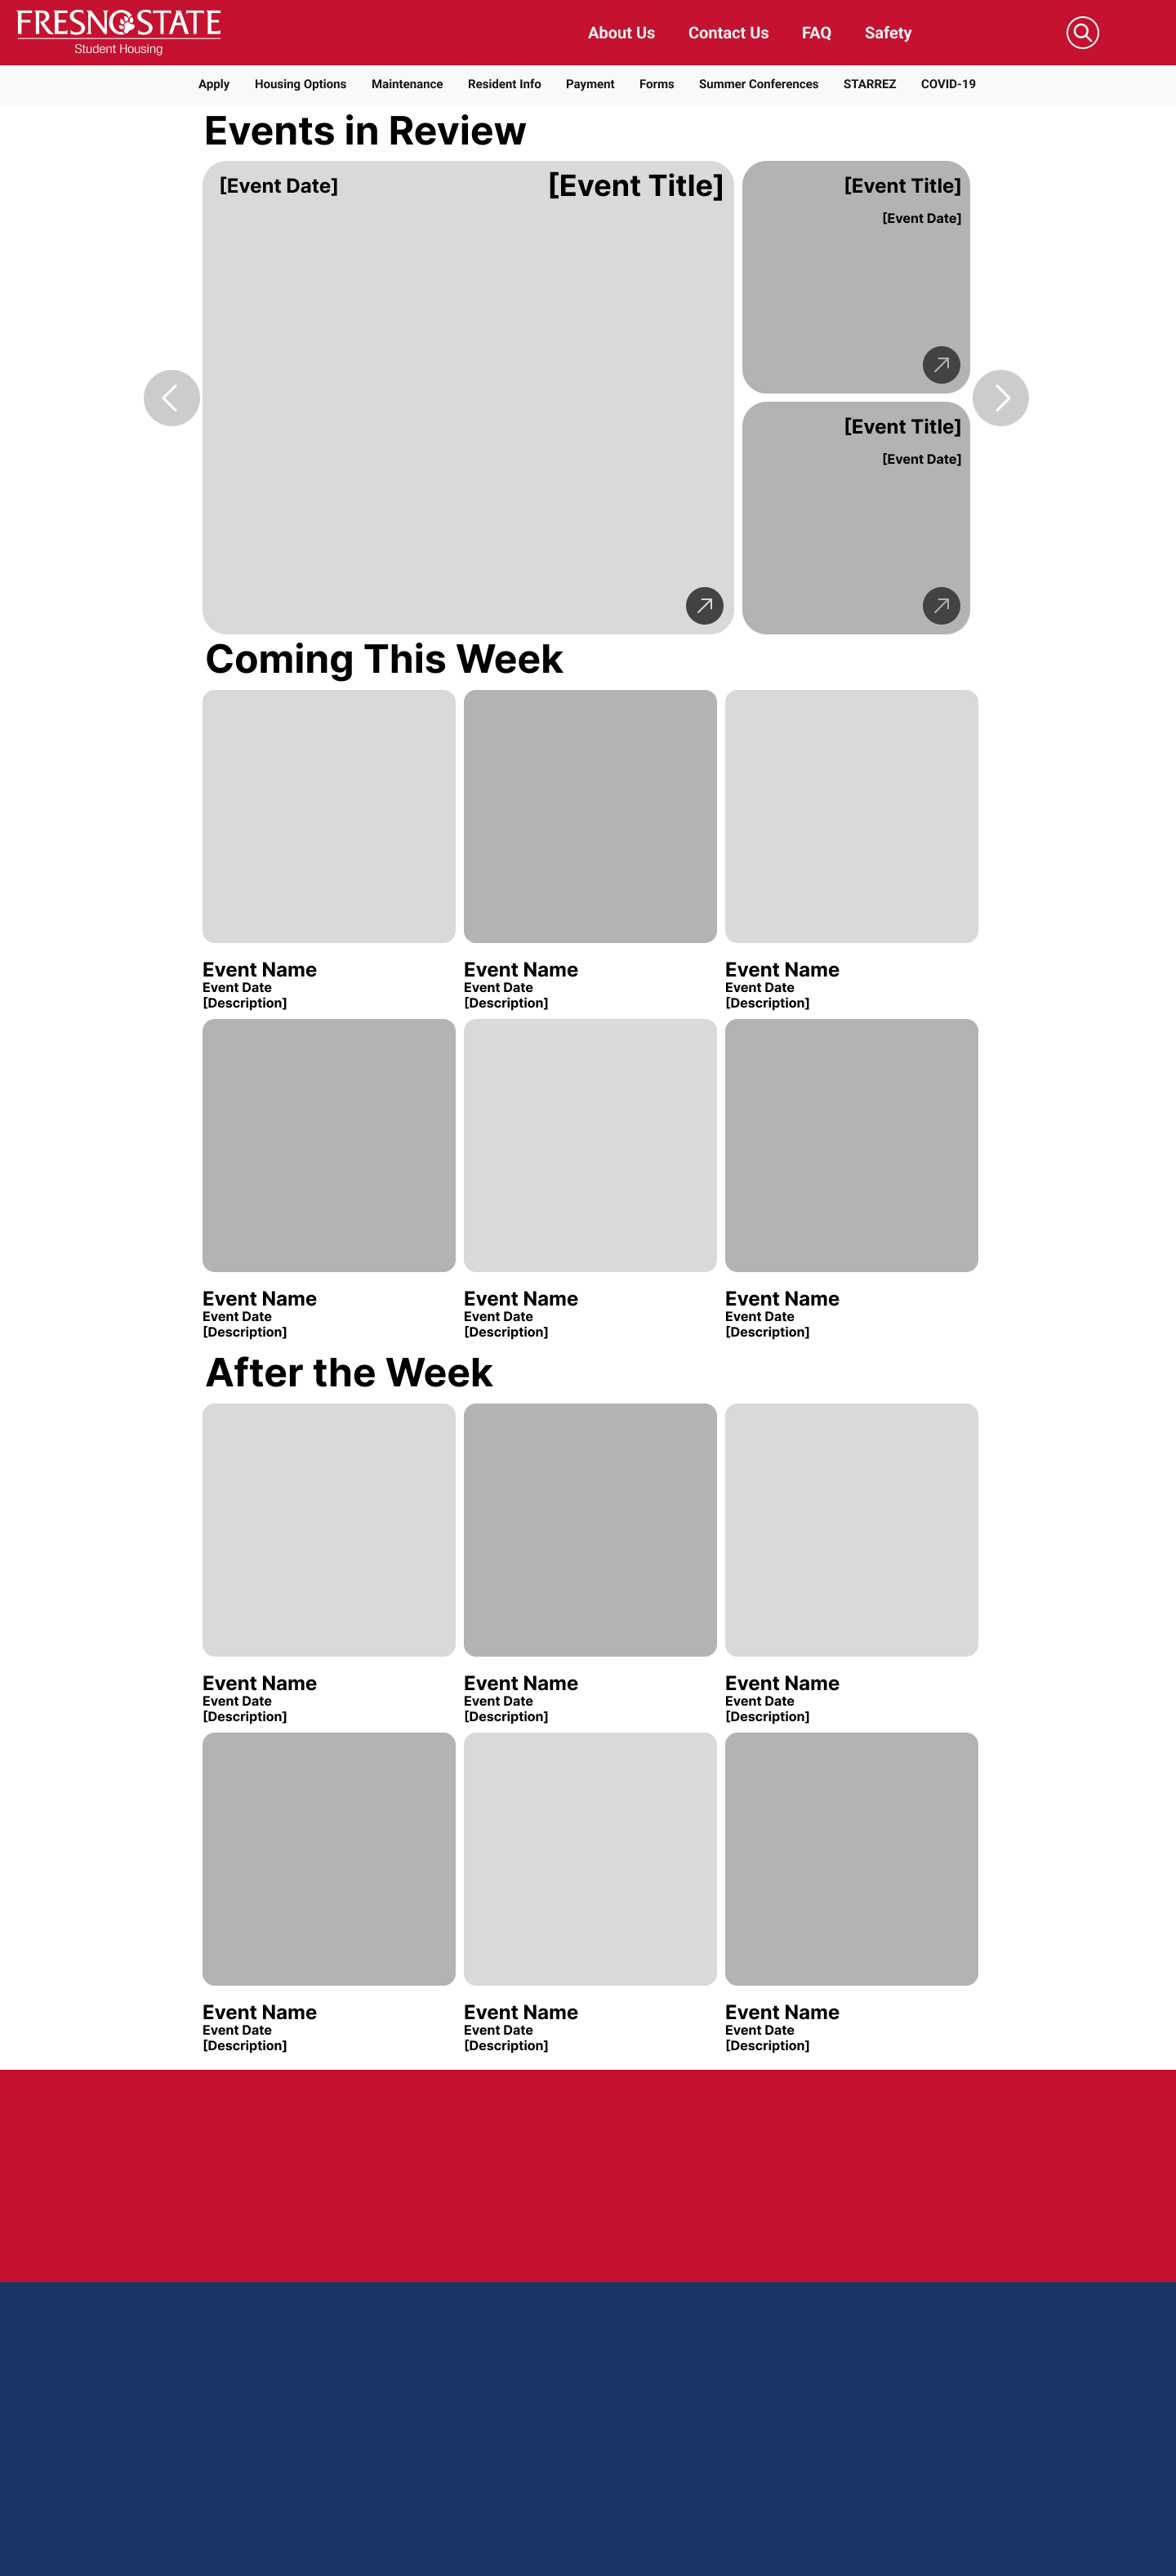 FRESNO STATE
Student Housing
About Us Contact Us FAQ Safety
Apply Housing Options Maintenance Resident Info Payment Forms Summer Conferences STARREZ COVID-19
Events in Review
[Event Date] [Event Title]
[Event Title]
[Event Date]
[Event Title]
[Event Date]
Coming This Week
Event Name
Event Date
[Description]
Event Name
Event Date
[Description]
Event Name
Event Date
[Description]
Event Name
Event Date
[Description]
Event Name
Event Date
[Description]
Event Name
Event Date
[Description]
After the Week
Event Name
Event Date
[Description]
Event Name
Event Date
[Description]
Event Name
Event Date
[Description]
Event Name
Event Date
[Description]
Event Name
Event Date
[Description]
Event Name
Event Date
[Description]